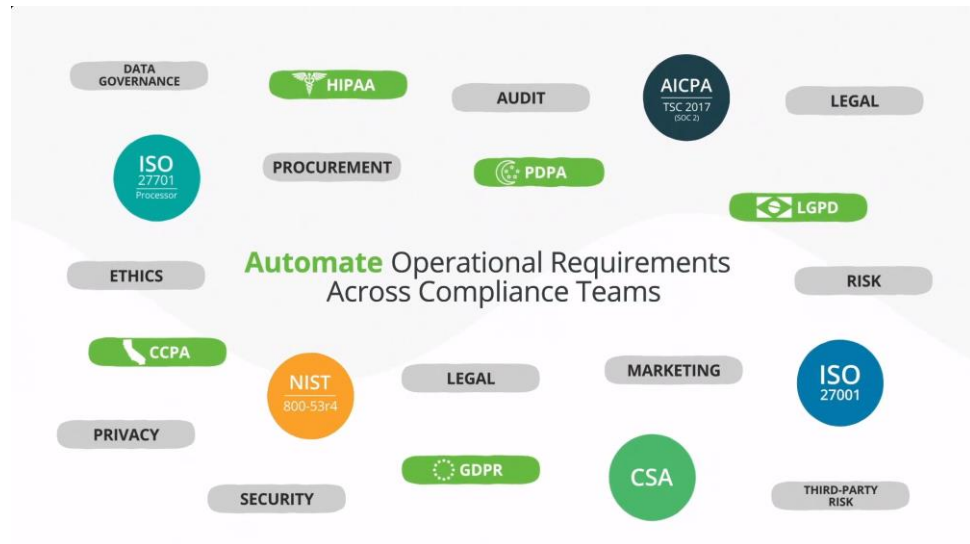 DATA
GOVERNANCE
HIPAA
AUDIT
AICPA
TSC 2017
(SOC 2)
LEGAL
ISO
27701
Processor
PROCUREMENT
PDPA
LGPD
ETHICS
Automate Operational Requirements
Across Compliance Teams
RISK
CCPA
NIST
800-53r4
LEGAL
MARKETING
ISO
27001
PRIVACY
GDPR
CSA
SECURITY
THIRD-PARTY
RISK